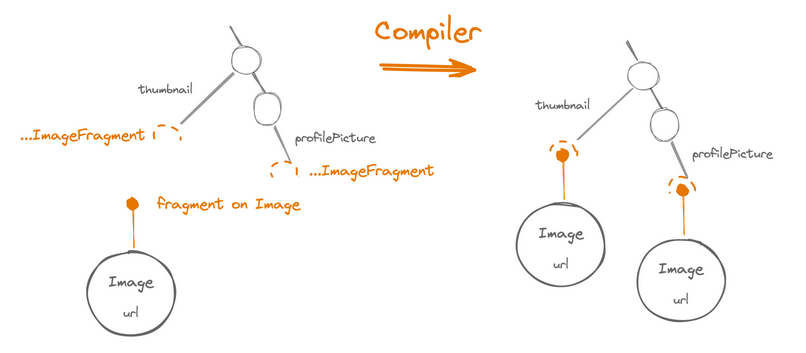 Compiler
thumbnail
...ImageFragment
profilePicture
...ImageFragment
fragment on Image
Image
url
thumbnail
profilePicture
Image
url
Image
url